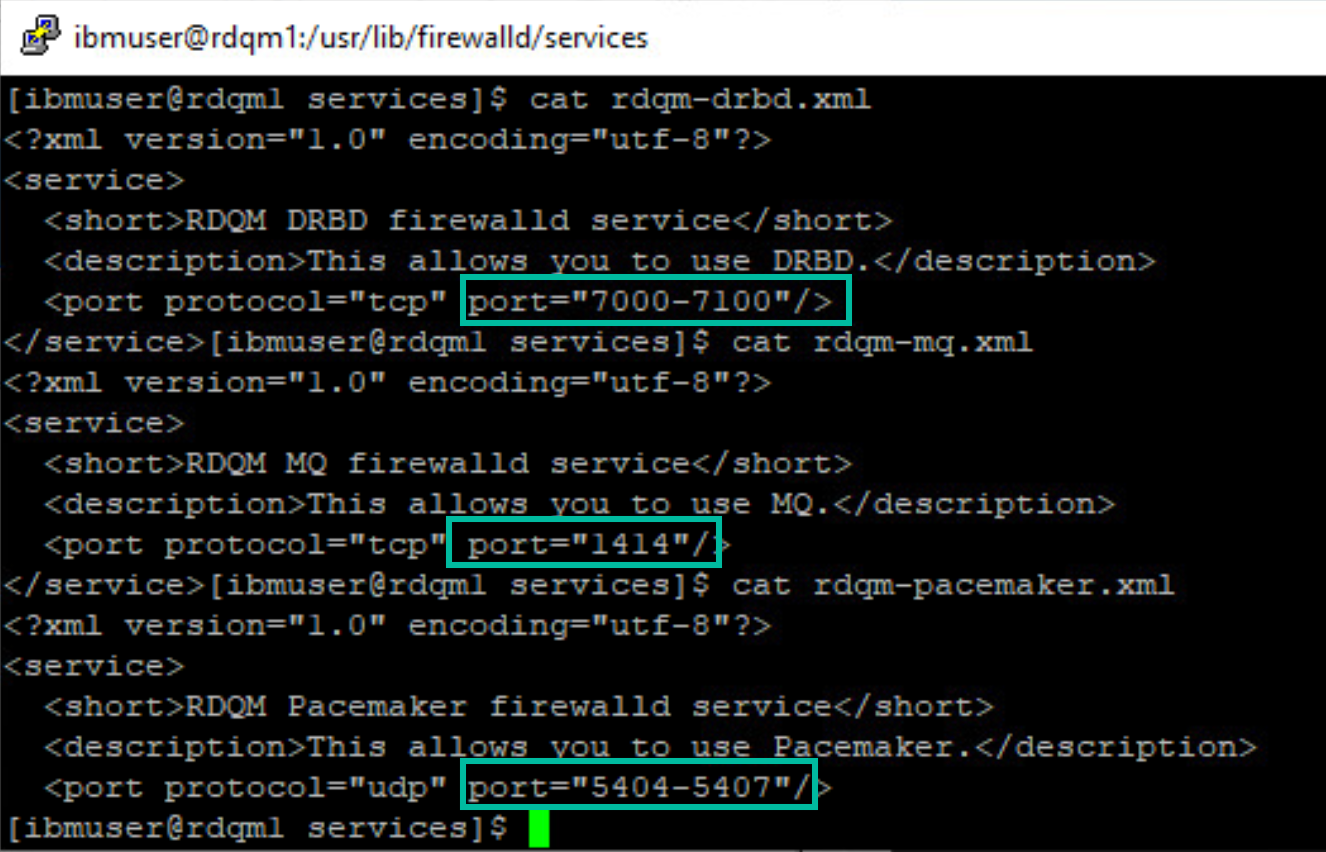 ibmuser@rdqm1:/usr/lib/firewalld/services
[ibmuser@rdqm1 services]$ cat rdqm-drbd.xml
<?xml version="1.0" encoding="utf-8"?>
<service>
  <short>RDQM DRBD firewalld service</short>
  <description>This allows you to use DRBD.</description>
  <port protocol="tcp" port="7000-7100"/>
</service>[ibmuser@rdqm1 services]$ cat rdqm-mq.xml
<?xml version="1.0" encoding="utf-8"?>
<service>
  <short>RDQM MQ firewalld service</short>
  <description>This allows you to use MQ.</description>
  <port protocol="tcp" port="1414"/>
</service>[ibmuser@rdqm1 services]$ cat rdqm-pacemaker.xml
<?xml version="1.0" encoding="utf-8"?>
<service>
  <short>RDQM Pacemaker firewalld service</short>
  <description>This allows you to use Pacemaker.</description>
  <port protocol="udp" port="5404-5407"/>
[ibmuser@rdqm1 services]$